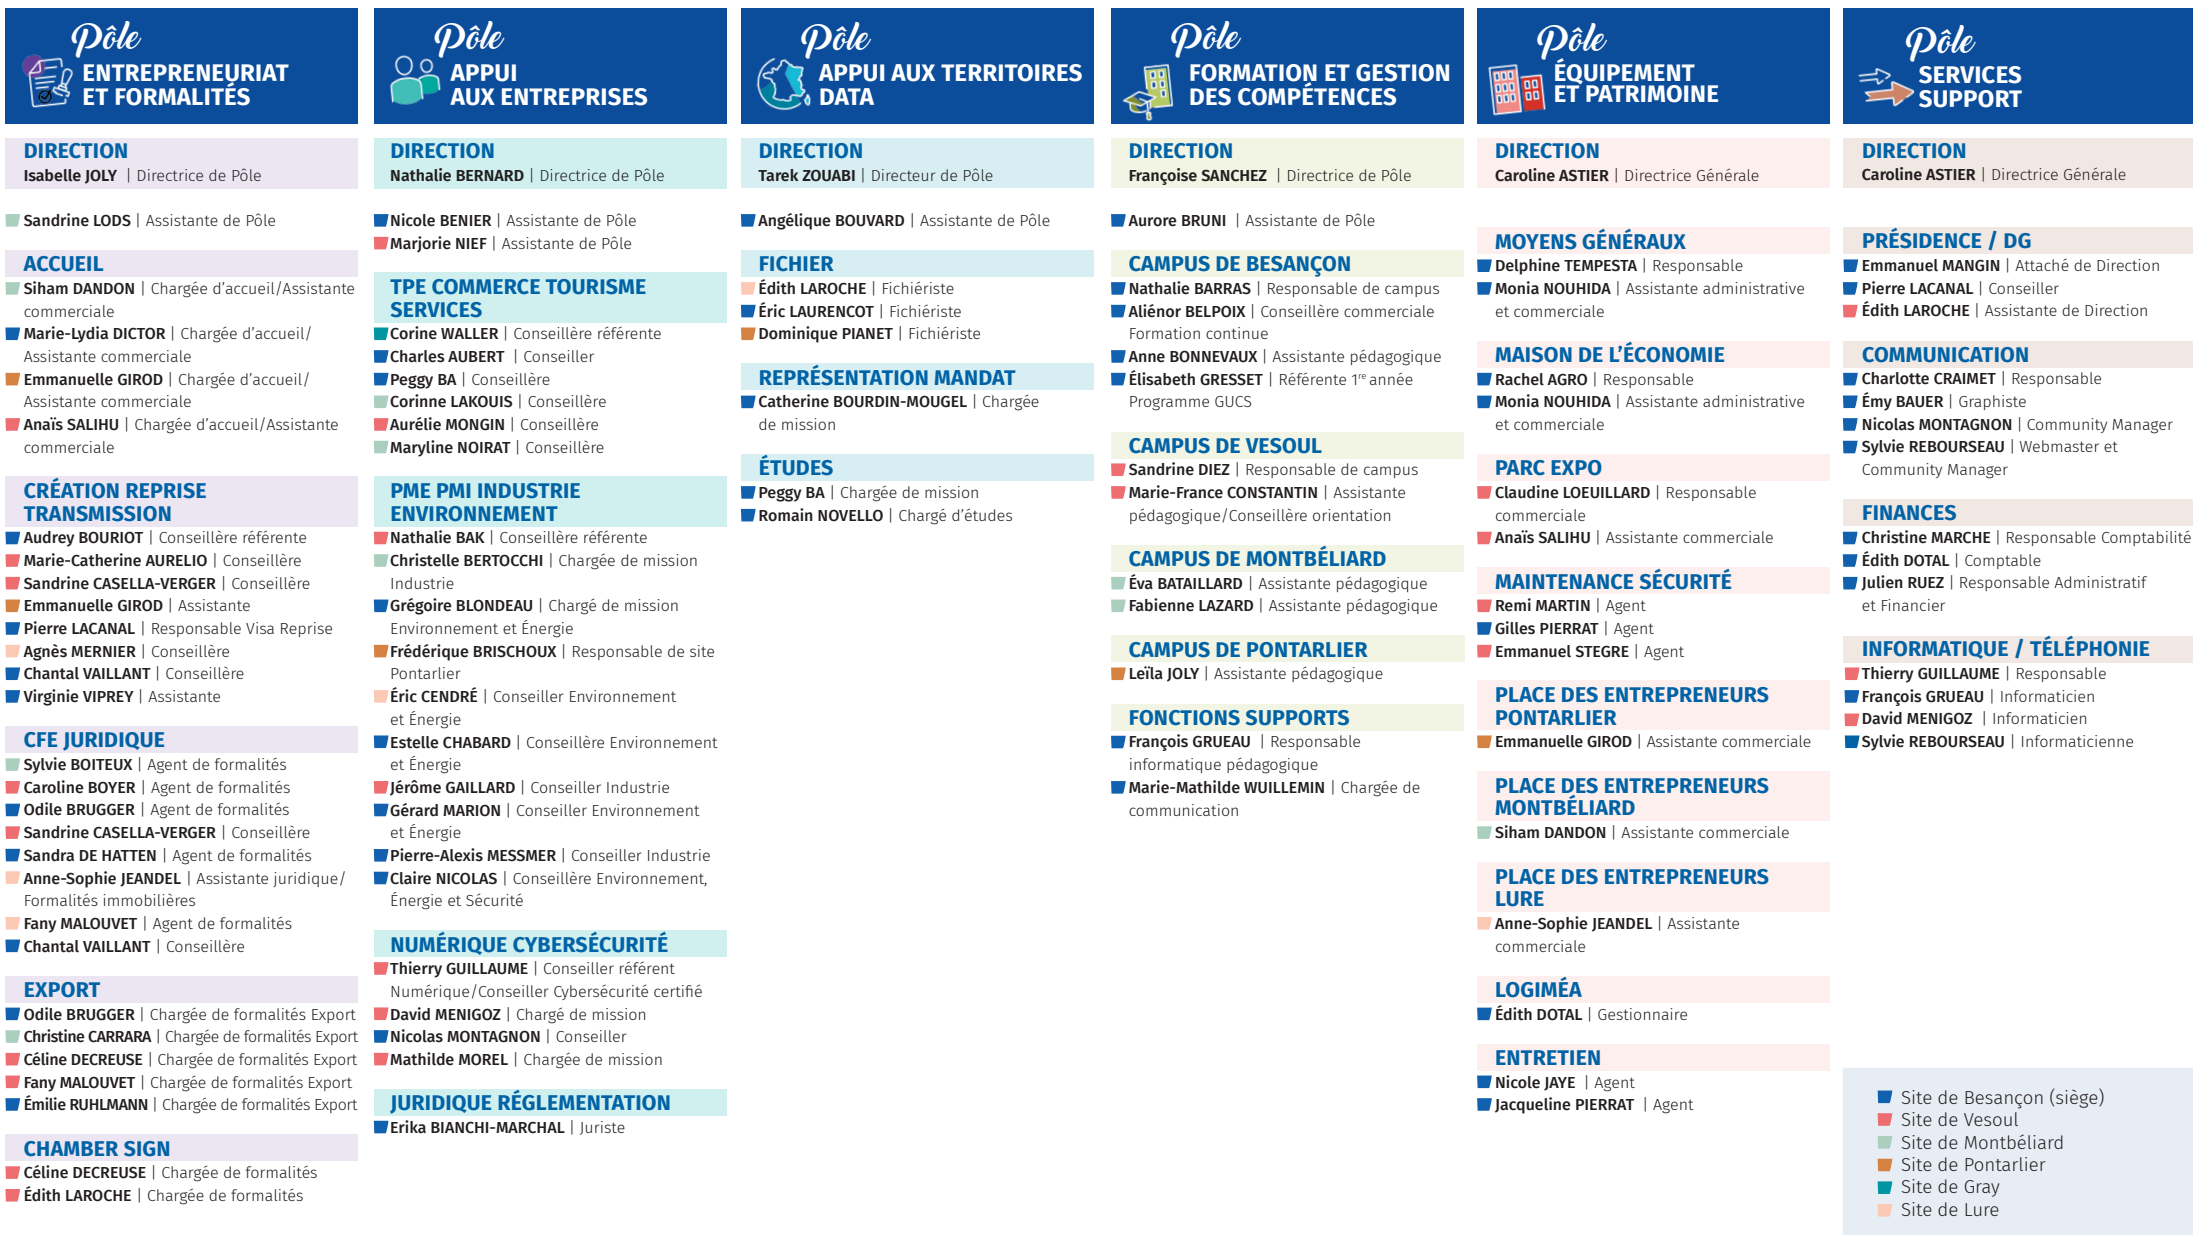 Pôle
ENTREPRENEURIAT
ET FORMALITÉS
DIRECTION
Isabelle JOLY | Directrice de Pôle
Sandrine LODS | Assistante de Pôle
ACCUEIL
Siham DANDON | Chargée d’accueil/Assistante
commerciale
Marie-Lydia DICTOR | Chargée d’accueil/
Assistante commerciale
Emmanuelle GIROD | Chargée d’accueil/
Assistante commerciale
Anaïs SALIHU | Chargée d’accueil/Assistante
commerciale
CRÉATION REPRISE
TRANSMISSION
Audrey BOURIOT | Conseillère référente
Marie-Catherine AURELIO | Conseillère
Sandrine CASELLA-VERGER | Conseillère
Emmanuelle GIROD | Assistante
Pierre LACANAL | Responsable Visa Reprise
Agnès MERNIER | Conseillère
Chantal VAILLANT | Conseillère
Virginie VIPREY | Assistante
CFE JURIDIQUE
Sylvie BOITEUX | Agent de formalités
Caroline BOYER | Agent de formalités
Odile BRUGGER | Agent de formalités
Sandrine CASELLA-VERGER | Conseillère
Sandra DE HATTEN | Agent de formalités
Anne-Sophie JEANDEL | Assistante juridique/
Formalités immobilières
Fany MALOUVET | Agent de formalités
Chantal VAILLANT | Conseillère
EXPORT
Odile BRUGGER | Chargée de formalités Export
Christine CARRARA | Chargée de formalités Export
Céline DECREUSE | Chargée de formalités Export
Fany MALOUVET | Chargée de formalités Export
Émilie RUHLMANN | Chargée de formalités Export
CHAMBER SIGN
Céline DECREUSE | Chargée de formalités
Édith LAROCHE | Chargée de formalités
Pôle
APPUI
AUX ENTREPRISES
DIRECTION
Nathalie BERNARD | Directrice de Pôle
Nicole BENIER | Assistante de Pôle
Marjorie NIEF | Assistante de Pôle
TPE COMMERCE TOURISME
SERVICES
Corine WALLER | Conseillère référente
Charles AUBERT | Conseiller
Peggy BA | Conseillère
Corinne LAKOUIS | Conseillère
Aurélie MONGIN | Conseillère
Maryline NOIRAT | Conseillère
PME PMI INDUSTRIE
ENVIRONNEMENT
Nathalie BAK | Conseillère référente
Christelle BERTOCCHI | Chargée de mission
Industrie
Grégoire BLONDEAU | Chargé de mission
Environnement et Énergie
Frédérique BRISCHOUX | Responsable de site
Pontarlier
Éric CENDRÉ | Conseiller Environnement
et Énergie
Estelle CHABARD | Conseillère Environnement
et Énergie
Jérôme GAILLARD | Conseiller Industrie
Gérard MARION | Conseiller Environnement
et Énergie
Pierre-Alexis MESSMER | Conseiller Industrie
Claire NICOLAS | Conseillère Environnement,
Énergie et Sécurité
NUMÉRIQUE CYBERSÉCURITÉ
Thierry GUILLAUME | Conseiller référent
Numérique/Conseiller Cybersécurité certifié
David MENIGOZ | Chargé de mission
Nicolas MONTAGNON | Conseiller
Mathilde MOREL | Chargée de mission
JURIDIQUE RÉGLEMENTATION
Erika BIANCHI-MARCHAL | Juriste
Pôle
APPUI AUX TERRITOIRES
DATA
DIRECTION
Tarek ZOUABI | Directeur de Pôle
Angélique BOUVARD | Assistante de Pôle
FICHIER
Édith LAROCHE | Fichiériste
Éric LAURENCOT | Fichiériste
Dominique PIANET | Fichiériste
REPRÉSENTATION MANDAT
Catherine BOURDIN-MOUGEL | Chargée
de mission
ÉTUDES
Peggy BA | Chargée de mission
Romain NOVELLO | Chargé d’études
Pôle
FORMATION ET GESTION
DES COMPÉTENCES
DIRECTION
Françoise SANCHEZ | Directrice de Pôle
Aurore BRUNI | Assistante de Pôle
CAMPUS DE BESANÇON
Nathalie BARRAS | Responsable de campus
Aliénor BELPOIX | Conseillère commerciale
Formation continue
Anne BONNEVAUX | Assistante pédagogique
Élisabeth GRESSET | Référente 1re année
Programme GUCS
CAMPUS DE VESOUL
Sandrine DIEZ | Responsable de campus
Marie-France CONSTANTIN | Assistante
pédagogique/Conseillère orientation
CAMPUS DE MONTBÉLIARD
Éva BATAILLARD | Assistante pédagogique
Fabienne LAZARD | Assistante pédagogique
CAMPUS DE PONTARLIER
Leïla JOLY | Assistante pédagogique
FONCTIONS SUPPORTS
François GRUEAU | Responsable
informatique pédagogique
Marie-Mathilde WUILLEMIN | Chargée de
communication
Pôle
ÉQUIPEMENT
ET PATRIMOINE
DIRECTION
Caroline ASTIER | Directrice Générale
MOYENS GÉNÉRAUX
Delphine TEMPESTA | Responsable
Monia NOUHIDA | Assistante administrative
et commerciale
MAISON DE L’ÉCONOMIE
Rachel AGRO | Responsable
Monia NOUHIDA | Assistante administrative
et commerciale
PARC EXPO
Claudine LOEUILLARD | Responsable
commerciale
Anaïs SALIHU | Assistante commerciale
MAINTENANCE SÉCURITÉ
Remi MARTIN | Agent
Gilles PIERRAT | Agent
Emmanuel STEGRE | Agent
PLACE DES ENTREPRENEURS
PONTARLIER
Emmanuelle GIROD | Assistante commerciale
PLACE DES ENTREPRENEURS
MONTBÉLIARD
Siham DANDON | Assistante commerciale
PLACE DES ENTREPRENEURS
LURE
Anne-Sophie JEANDEL | Assistante
commerciale
LOGIMÉA
Édith DOTAL | Gestionnaire
ENTRETIEN
Nicole JAYE | Agent
Jacqueline PIERRAT | Agent
Pôle
SERVICES
SUPPORT
DIRECTION
Caroline ASTIER | Directrice Générale
PRÉSIDENCE / DG
Emmanuel MANGIN | Attaché de Direction
Pierre LACANAL | Conseiller
Édith LAROCHE | Assistante de Direction
COMMUNICATION
Charlotte CRAIMET | Responsable
Émy BAUER | Graphiste
Nicolas MONTAGNON | Community Manager
Sylvie REBOURSEAU | Webmaster et
Community Manager
FINANCES
Christine MARCHE | Responsable Comptabilité
Édith DOTAL | Comptable
Julien RUEZ | Responsable Administratif
et Financier
INFORMATIQUE / TÉLÉPHONIE
Thierry GUILLAUME | Responsable
François GRUEAU | Informaticien
David MENIGOZ | Informaticien
Sylvie REBOURSEAU | Informaticienne
Site de Besançon (siège)
Site de Vesoul
Site de Montbéliard
Site de Pontarlier
Site de Gray
Site de Lure